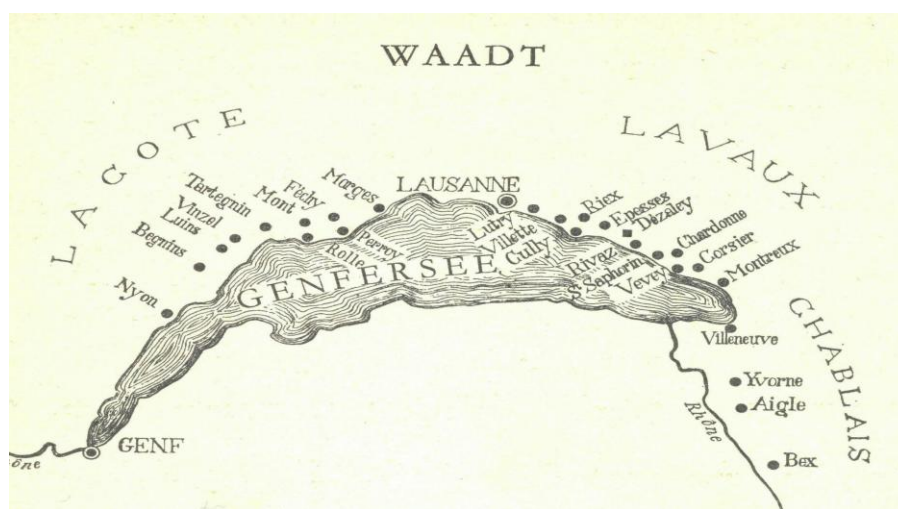 WAADT
LA COTE
LAVAUX
CHABLAIS
Nyon
Begnins
Luins
Vinzel
Tartegnin
Mont
Féchy
Morges
LAUSANNE
Rolle
Perroy
GENFERSEE
Lutry
Villette
Cully
Riex
Epesses
Dézaley
Rivaz
St. Saphorin
Vevey
Chardonne
Corsier
Montreux
Villeneuve
Yvorne
Aigle
Bex
Rhône
GENF
ône